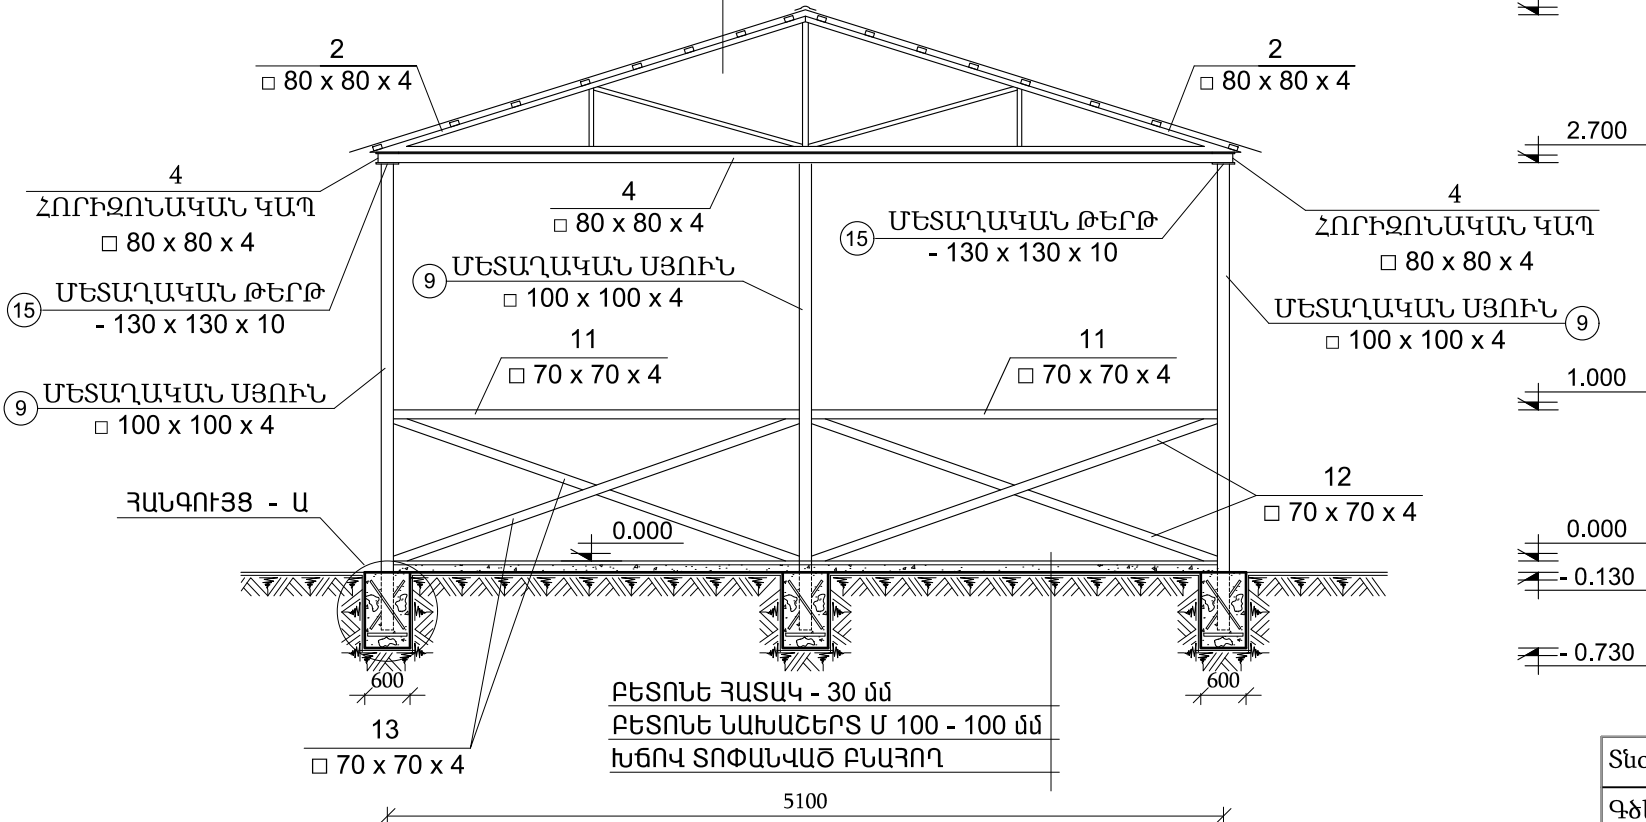 2
□ 80 x 80 x 4
2
□ 80 x 80 x 4
2.700
4
ՀՈՐԻԶՈՆԱԿԱՆ ԿԱՊ
□ 80 x 80 x 4
4
□ 80 x 80 x 4
15 ՄԵՏԱՂԱԿԱՆ ԹԵՐԹ
- 130 x 130 x 10
4
ՀՈՐԻԶՈՆԱԿԱՆ ԿԱՊ
□ 80 x 80 x 4
9 ՄԵՏԱՂԱԿԱՆ ՍՅՈՒՆ
□ 100 x 100 x 4
15 ՄԵՏԱՂԱԿԱՆ ԹԵՐԹ
- 130 x 130 x 10
ՄԵՏԱՂԱԿԱՆ ՍՅՈՒՆ 9
□ 100 x 100 x 4
11
□ 70 x 70 x 4
11
□ 70 x 70 x 4
1.000
9 ՄԵՏԱՂԱԿԱՆ ՍՅՈՒՆ
□ 100 x 100 x 4
12
□ 70 x 70 x 4
ՀԱՆԳՈՒՅՑ - Ա
0.000
0.000
- 0.130
- 0.730
600
600
ԲԵՏՈՆԵ ՀԱՏԱԿ - 30 մմ
ԲԵՏՈՆԵ ՆԱԽԱՇԵՐՏ Մ 100 - 100 մմ
ԽՃՈՎ ՏՈՓԱՆՎԱԾ ԲՆԱՀՈՂ
13
□ 70 x 70 x 4
5100